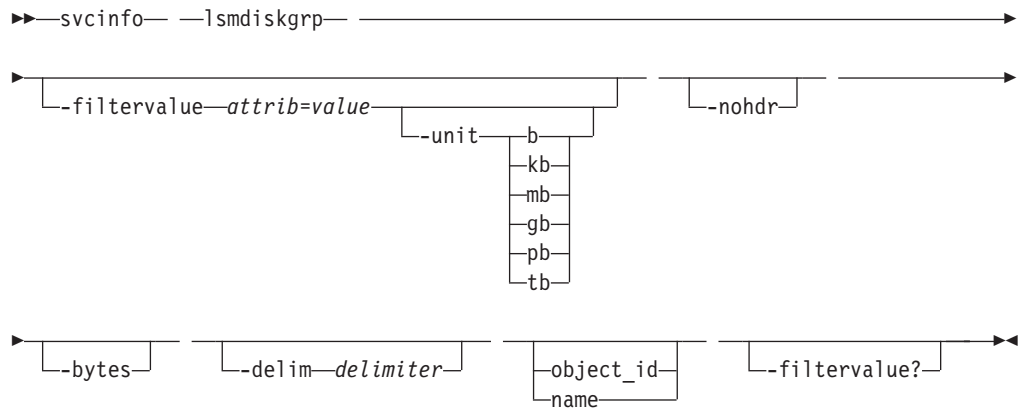 svcinfo lsmdiskgrp
-filtervalue attrib=value -nohdr
-unit b
kb
mb
gb
pb
tb
-bytes -delim delimiter object_id -filtervalue?
name